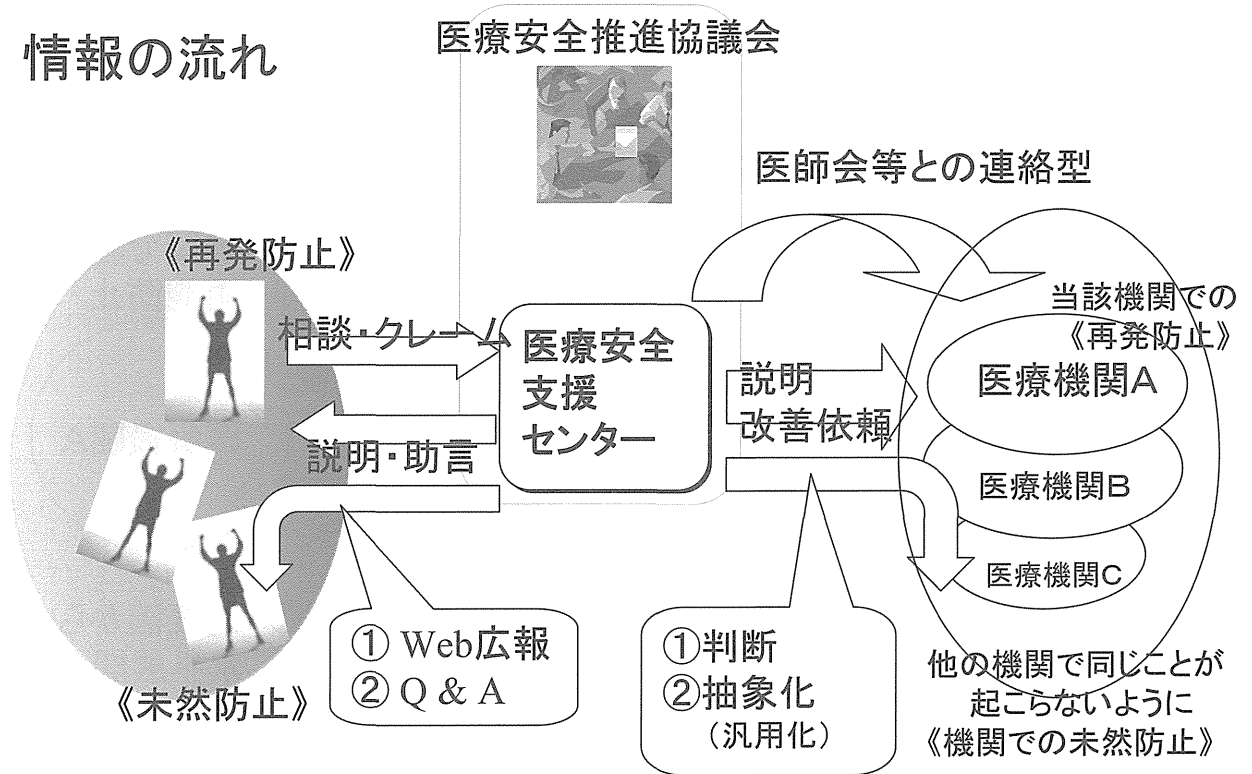 情報の流れ
医療安全推進協議会
医師会等との連絡型
《再発防止》
相談・クレーム
説明・助言
医療安全
支援
センター
説明
改善依頼
当該機関での
《再発防止》
医療機関A
医療機関B
医療機関C
① Web広報
② Q & A
《未然防止》
①判断
②抽象化
(汎用化)
他の機関で同じことが
起こらないように
《機関での未然防止》